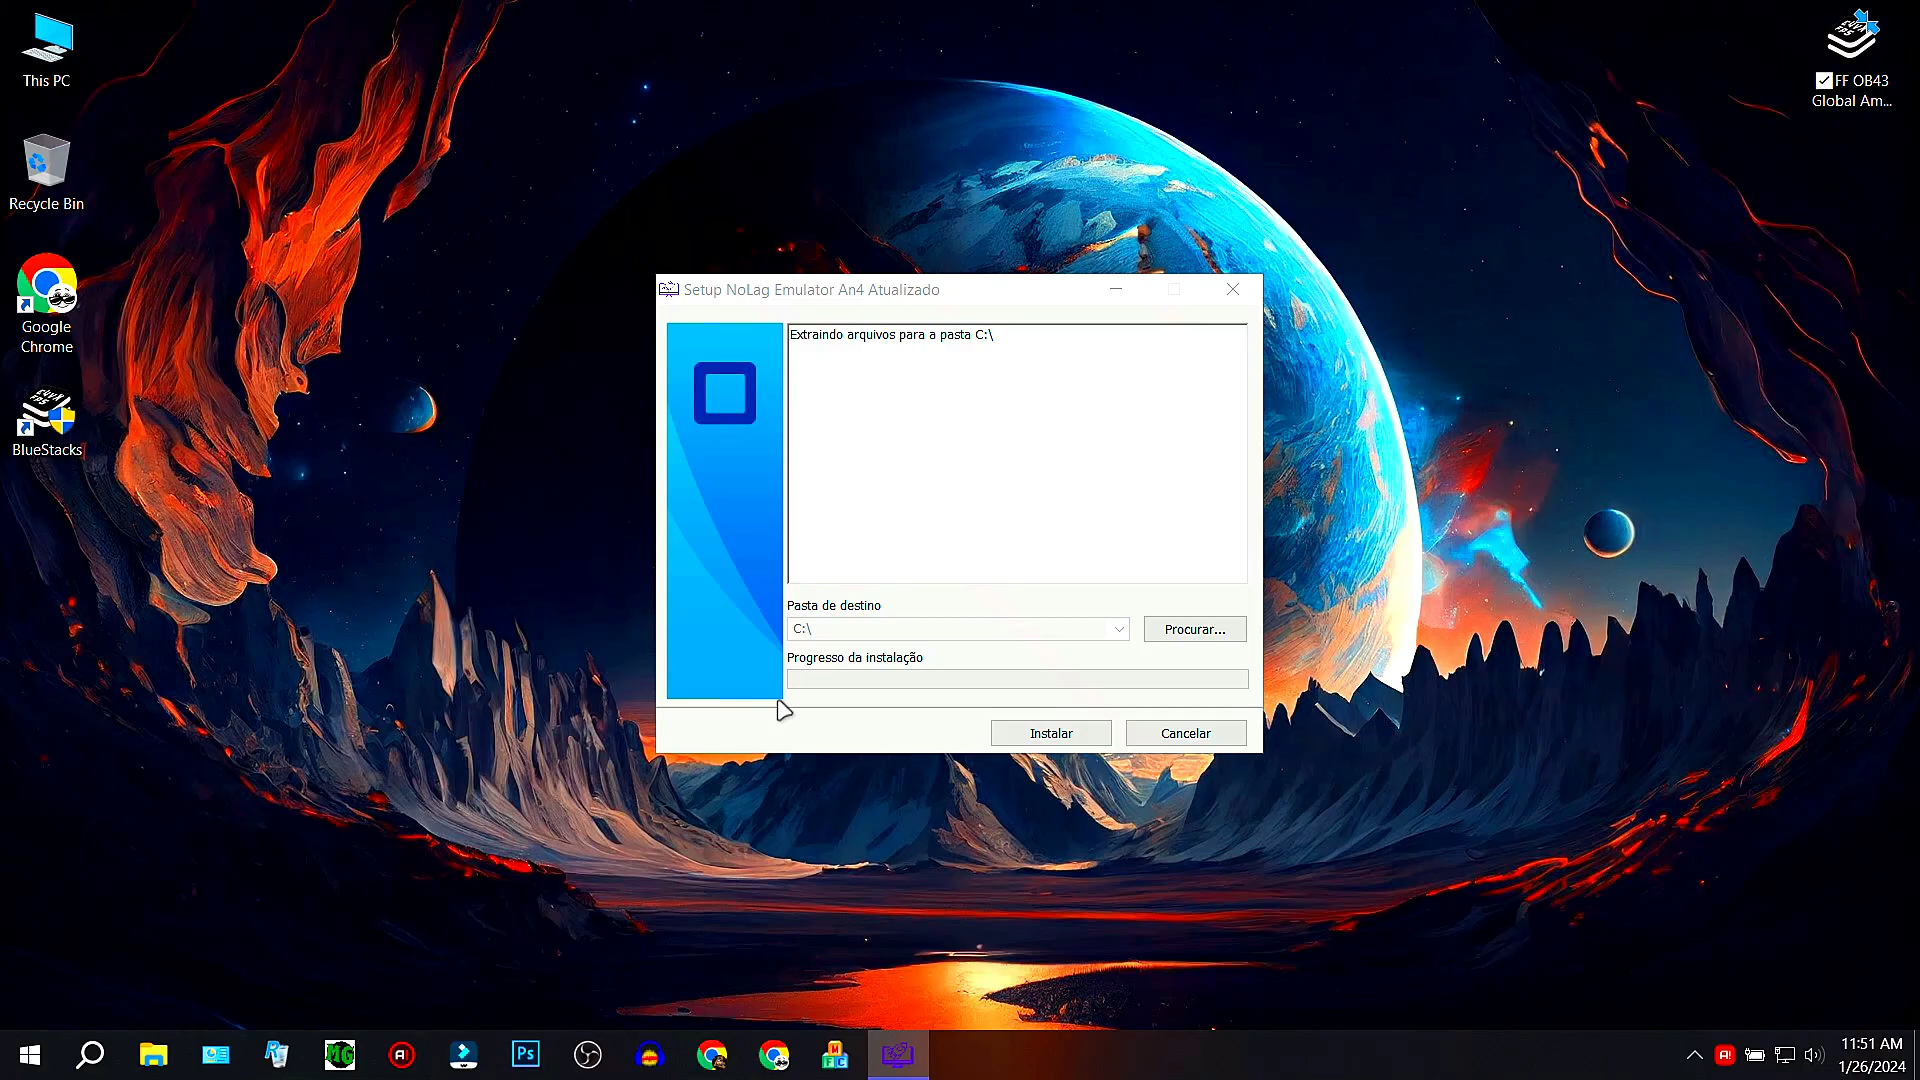 This PC
Recycle Bin
Google
Chrome
BlueStacks
FF OB43
Global Am...
Setup NoLag Emulator An4 Atualizado
Extraindo arquivos para a pasta C:\
Pasta de destino
C:\
Procurar...
Progresso da instalação
Instalar
Cancelar
MG
A!
Ps
M
F C
A!
11:51 AM
1/26/2024